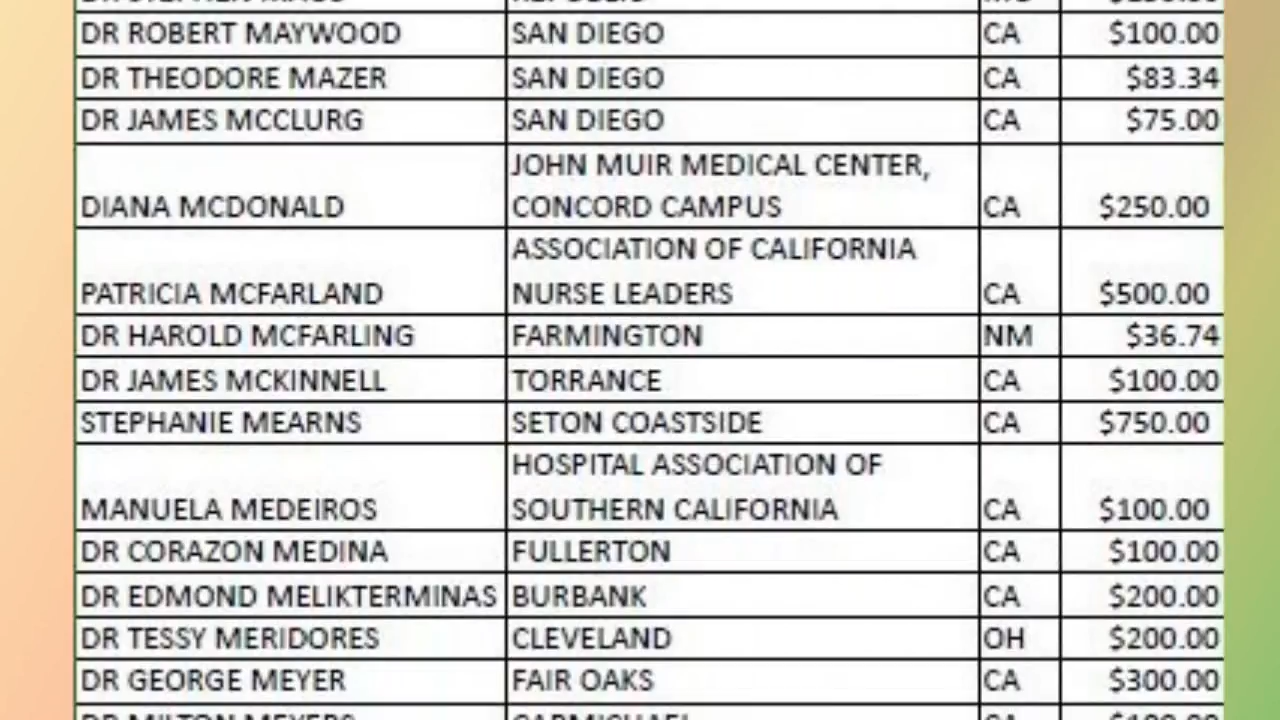 DR ROBERT MAYWOOD SAN DIEGO CA $100.00
DR THEODORE MAZER SAN DIEGO CA $83.34
DR JAMES MCCLURG SAN DIEGO CA $75.00
JOHN MUIR MEDICAL CENTER,
DIANA MCDONALD CONCORD CAMPUS CA $250.00
ASSOCIATION OF CALIFORNIA
PATRICIA MCFARLAND NURSE LEADERS CA $500.00
DR HAROLD MCFARLING FARMINGTON NM $36.74
DR JAMES MCKINNELL TORRANCE CA $100.00
STEPHANIE MEARNS SETON COASTSIDE CA $750.00
HOSPITAL ASSOCIATION OF
MANUELA MEDEIROS SOUTHERN CALIFORNIA CA $100.00
DR CORAZON MEDINA FULLERTON CA $100.00
DR EDMOND MELIKTERMINAS BURBANK CA $200.00
DR TESSY MERIDORES CLEVELAND OH $200.00
DR GEORGE MEYER FAIR OAKS CA $300.00